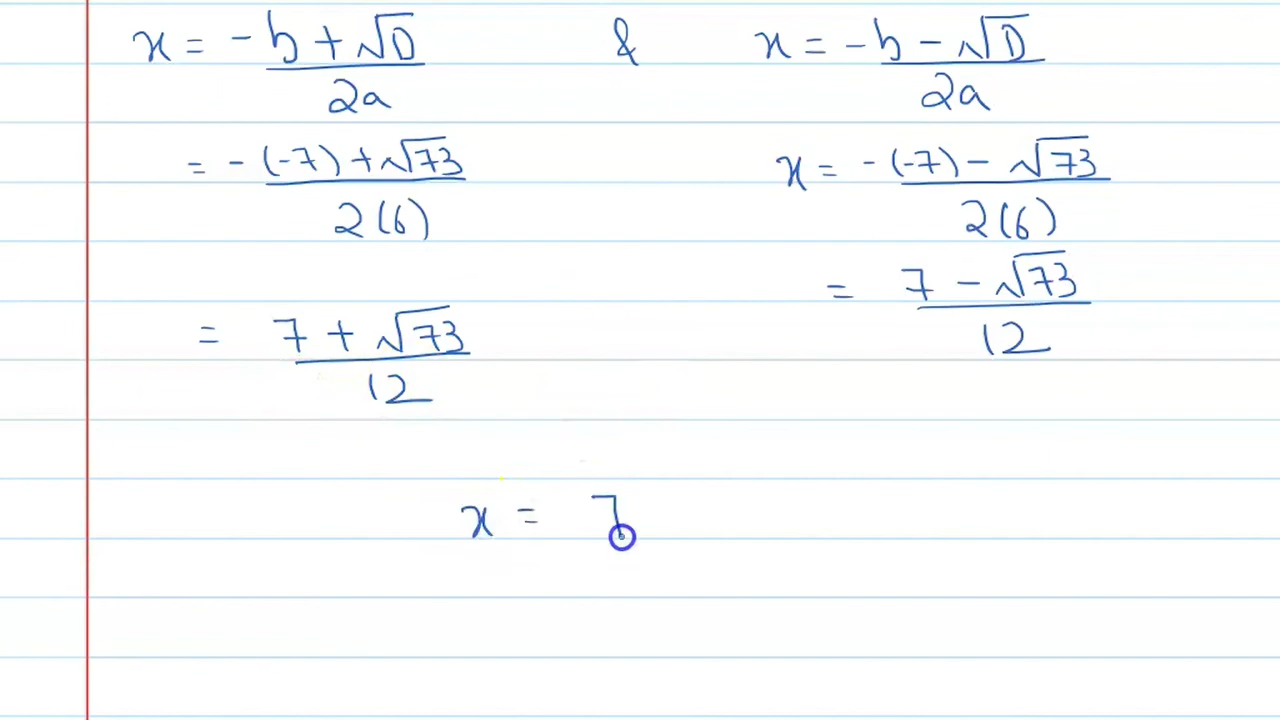 x = -b + √D / 2a & x = -b - √D / 2a
= -(-7) + √73 / 2(6) x = -(-7) - √73 / 2(6)
= 7 + √73 / 12 = 7 - √73 / 12
x = 7